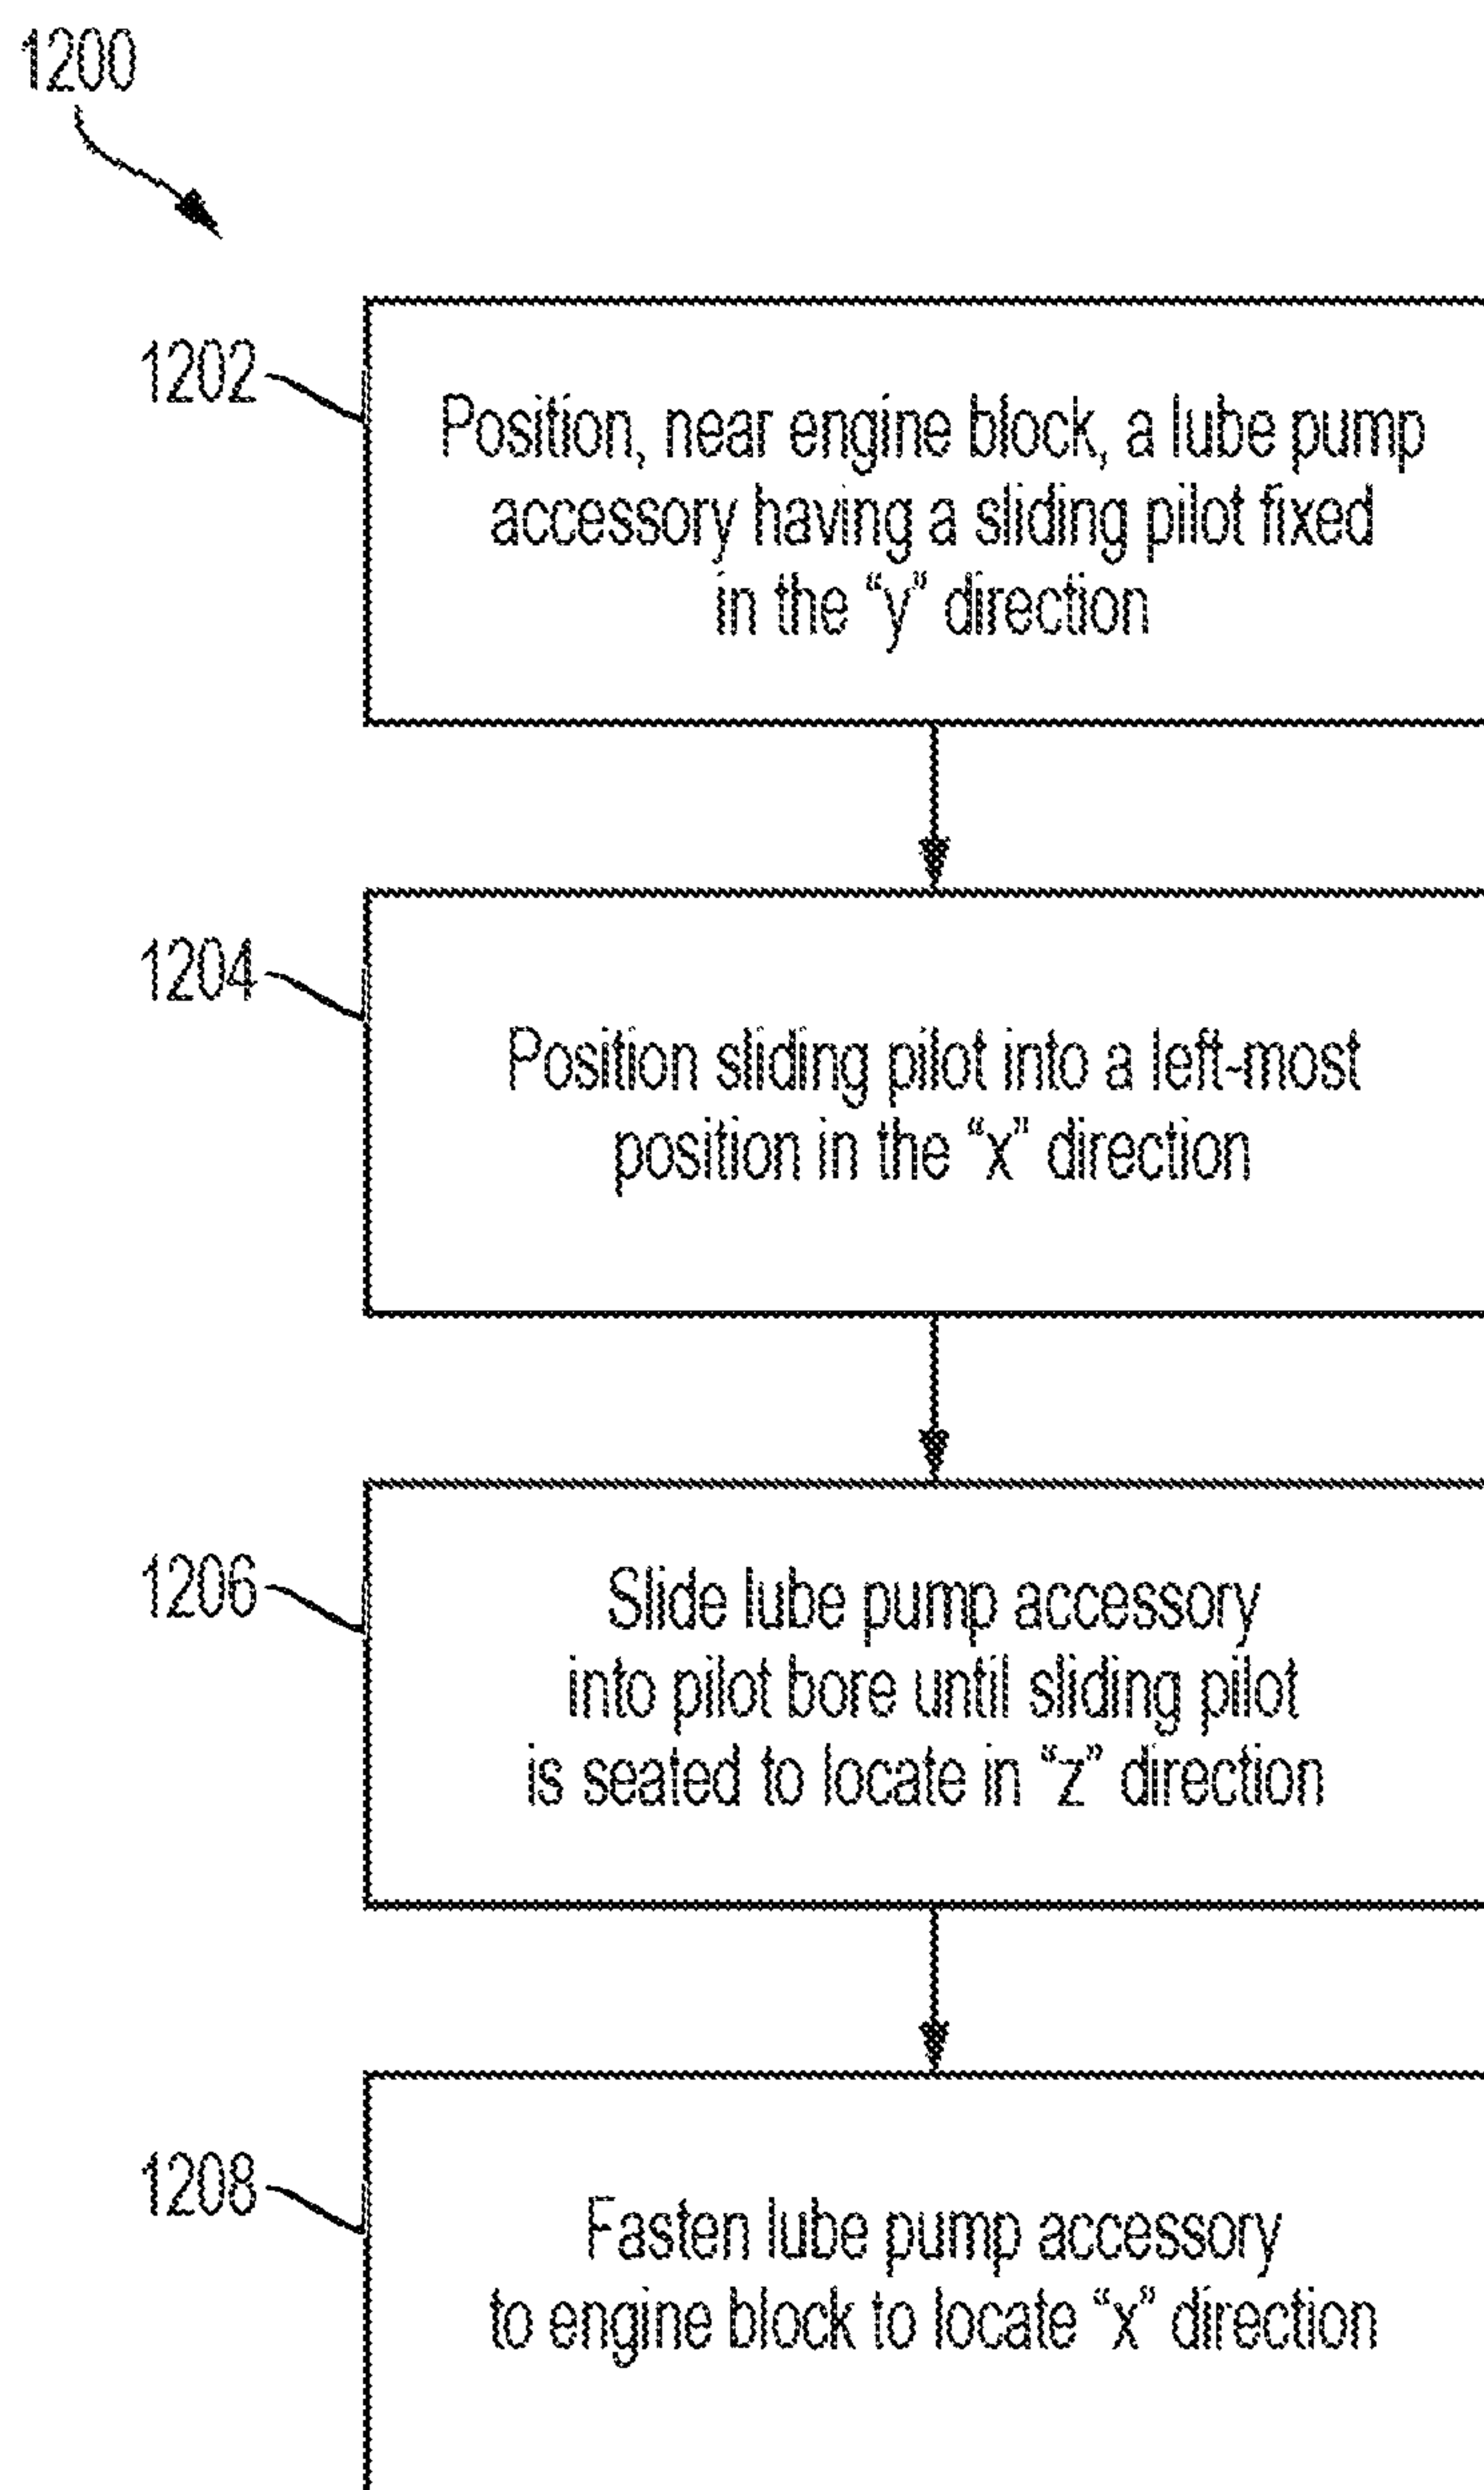 1200
1202
Position, near engine block, a lube pump
accessory having a sliding pilot fixed
in the “y” direction
1204
Position sliding pilot into a left-most
position in the “x” direction
1206
Slide lube pump accessory
into pilot bore until sliding pilot
is seated to locate in “z” direction
1208
Fasten lube pump accessory
to engine block to locate “x” direction